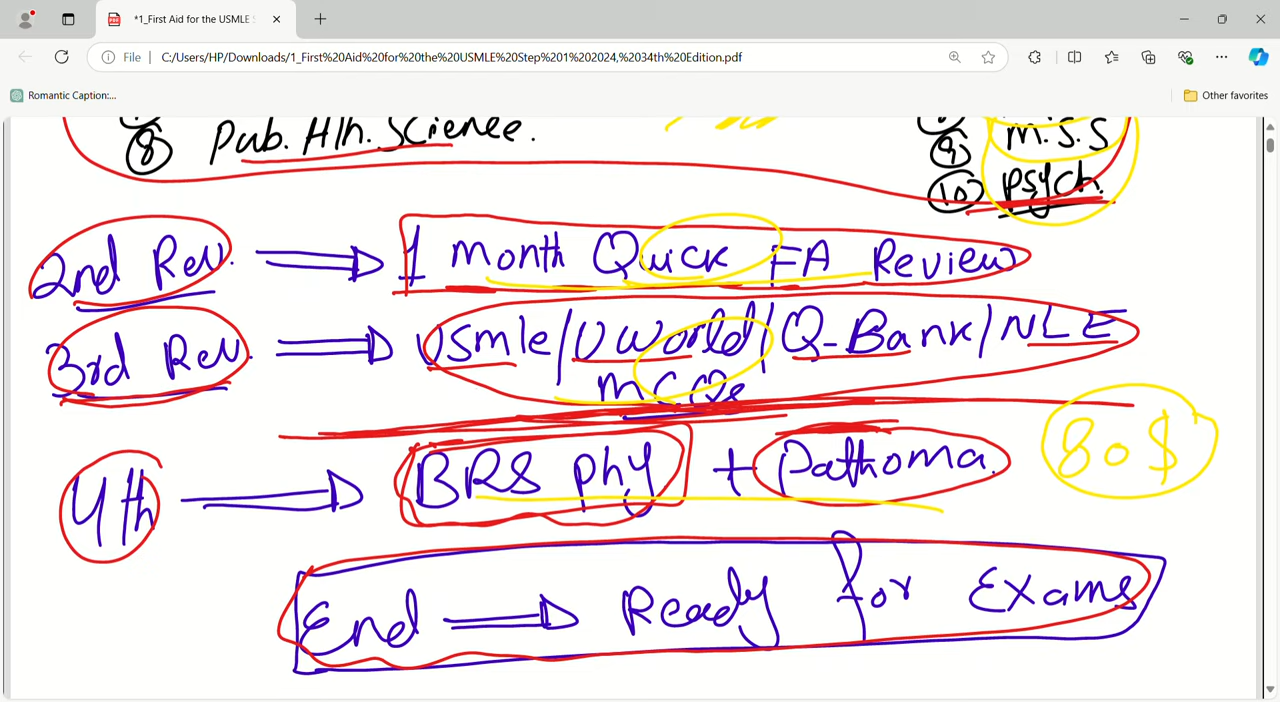 *1_First Aid for the USMLE S
File
C:/Users/HP/Downloads/1_First%20Aid%20for%20the%20USMLE%20Step%201%202024,%2034th%20Edition.pdf
Romantic Caption:...
Other favorites
8 Pub. Hlh. Science.
9 M.S.S
10 Psych.
2nd Rev. ⇒ 1 Month Quick FA Review
3rd Rev. ⇒ Usmle/UWorld/Q-Bank/NLE
MCQs
4th ⇒ BRS Phy + Pathoma.
80$
End ⇒ Ready for Exams